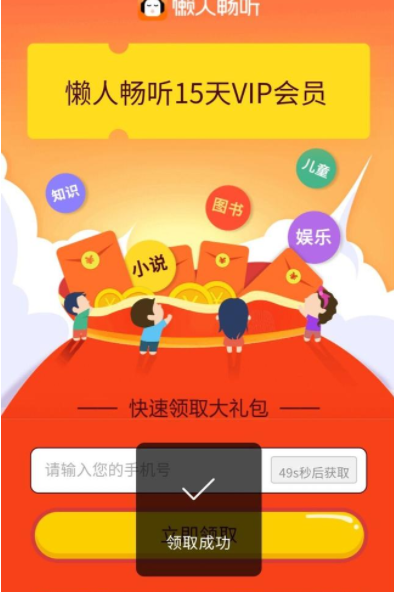 懒人畅听
懒人畅听15天VIP会员
儿童
知识
图书
娱乐
小说
快速领取大礼包
请输入您的手机号
49s秒后获取
立即领取
领取成功